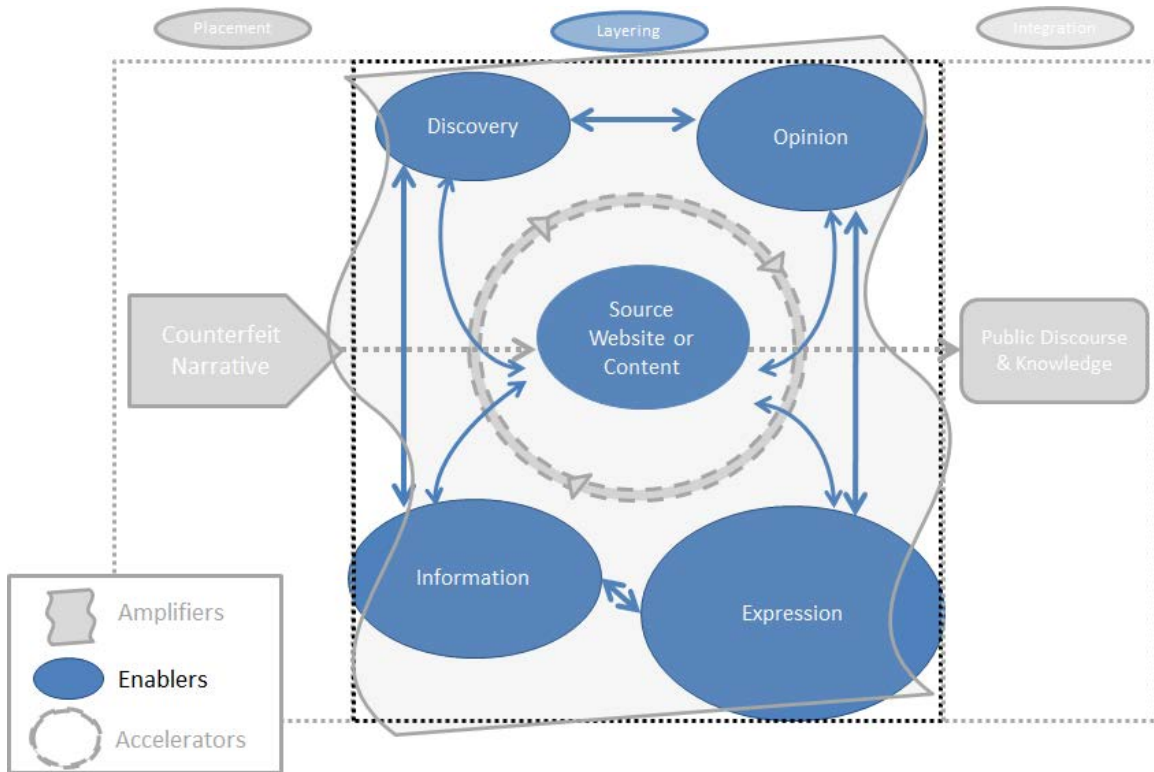 Placement
Layering
Integration
Discovery
Opinion
Source
Website or
Content
Counterfeit
Narrative
Public Discourse
& Knowledge
Information
Expression
Amplifiers
Enablers
Accelerators